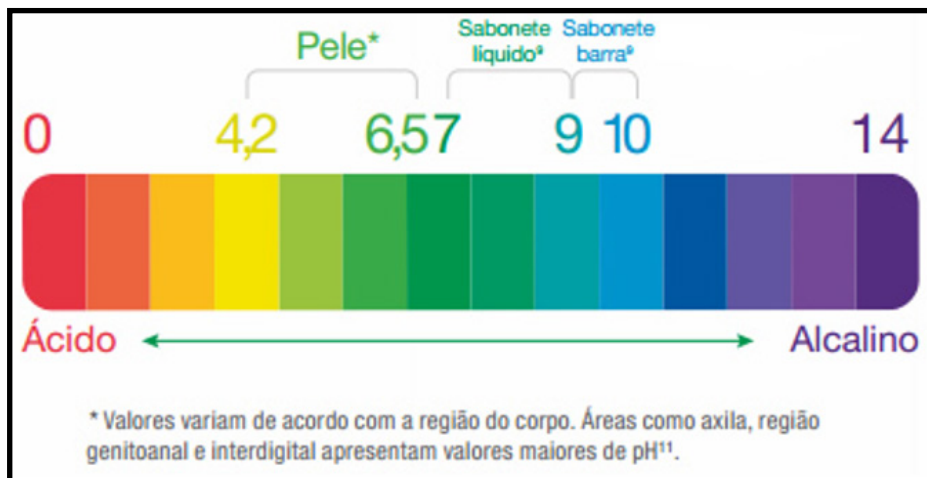 Pele*
Sabonete líquido⁹
Sabonete barra⁹
0 4,2 6,5 7 9 10 14
Ácido Alcalino
* Valores variam de acordo com a região do corpo. Áreas como axila, região
genitoanal e interdigital apresentam valores maiores de pH¹¹.